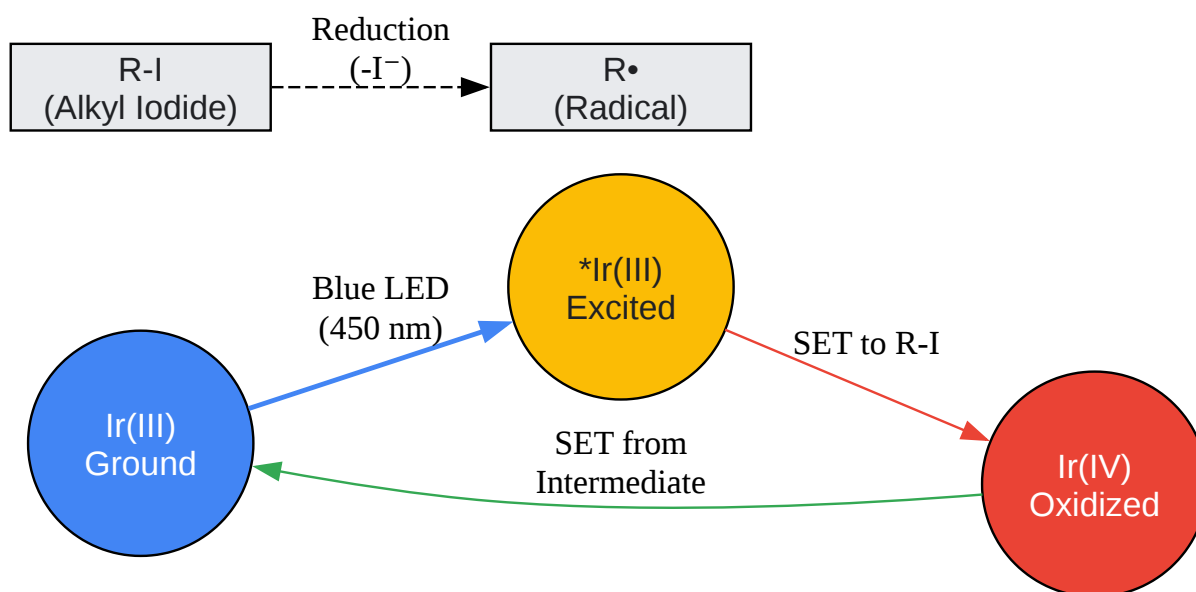 Reduction
(-I⁻)
R-I
(Alkyl Iodide)
R•
(Radical)
*Ir(III)
Excited
Blue LED
(450 nm)
SET to R-I
Ir(III)
Ground
SET from
Intermediate
Ir(IV)
Oxidized